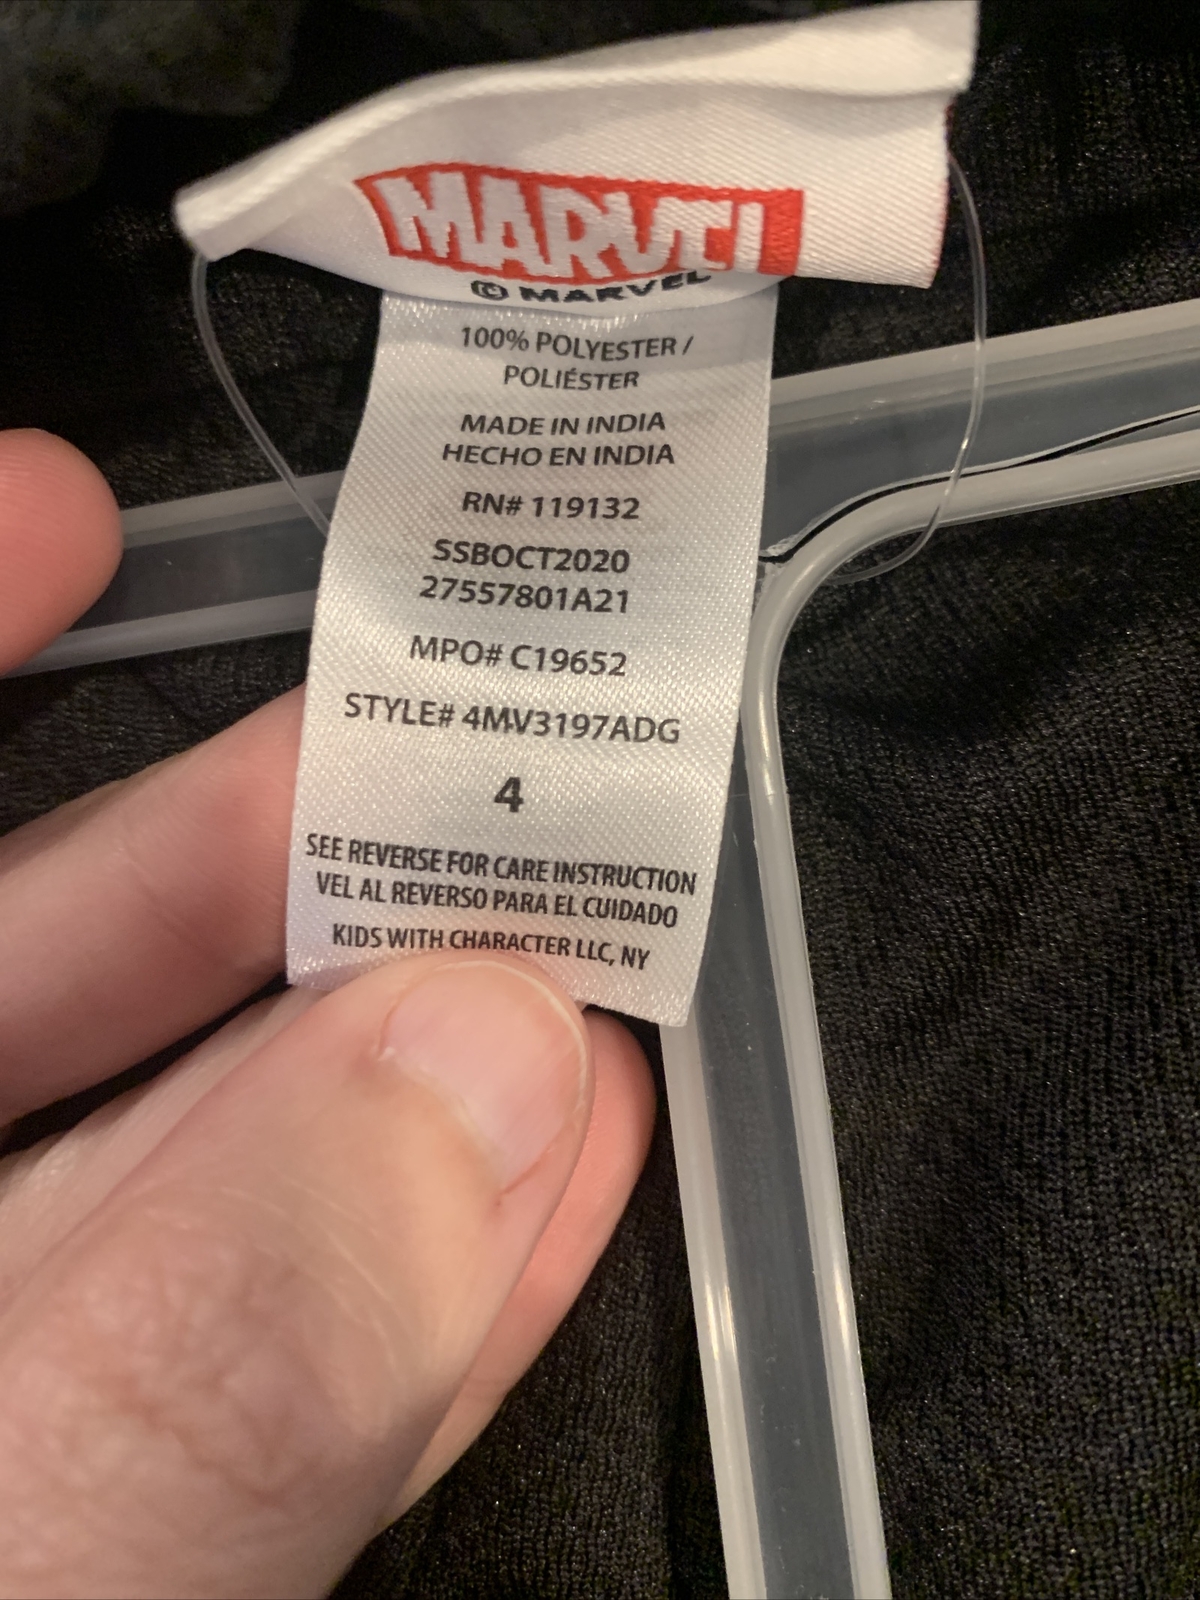 MARVEL
© MARVEL
100% POLYESTER /
POLIÉSTER
MADE IN INDIA
HECHO EN INDIA
RN# 119132
SSBOCT2020
27557801A21
MPO# C19652
STYLE# 4MV3197ADG
4
SEE REVERSE FOR CARE INSTRUCTION
VEL AL REVERSO PARA EL CUIDADO
KIDS WITH CHARACTER LLC, NY